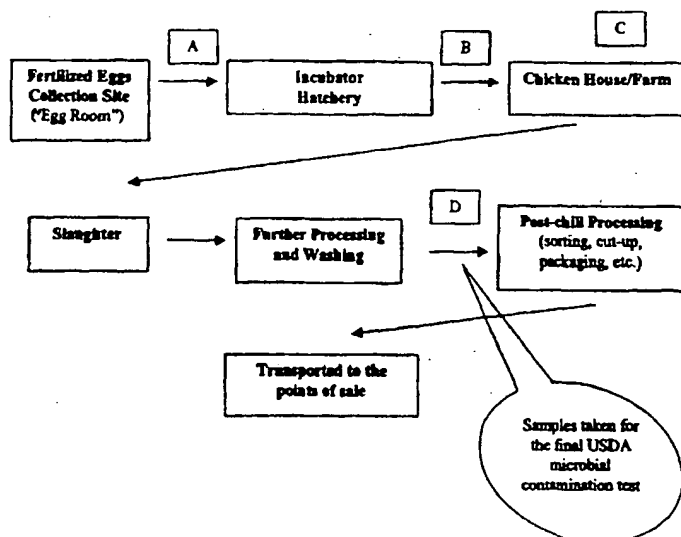 A
B
C
Fertilized Eggs
Collection Site
("Egg Room")
Incubator
Hatchery
Chicken House/Farm
Slaughter
Further Processing
and Washing
D
Post-chill Processing
(sorting, cut-up,
packaging, etc.)
Transported to the
points of sale
Samples taken for
the final USDA
microbial
contamination test